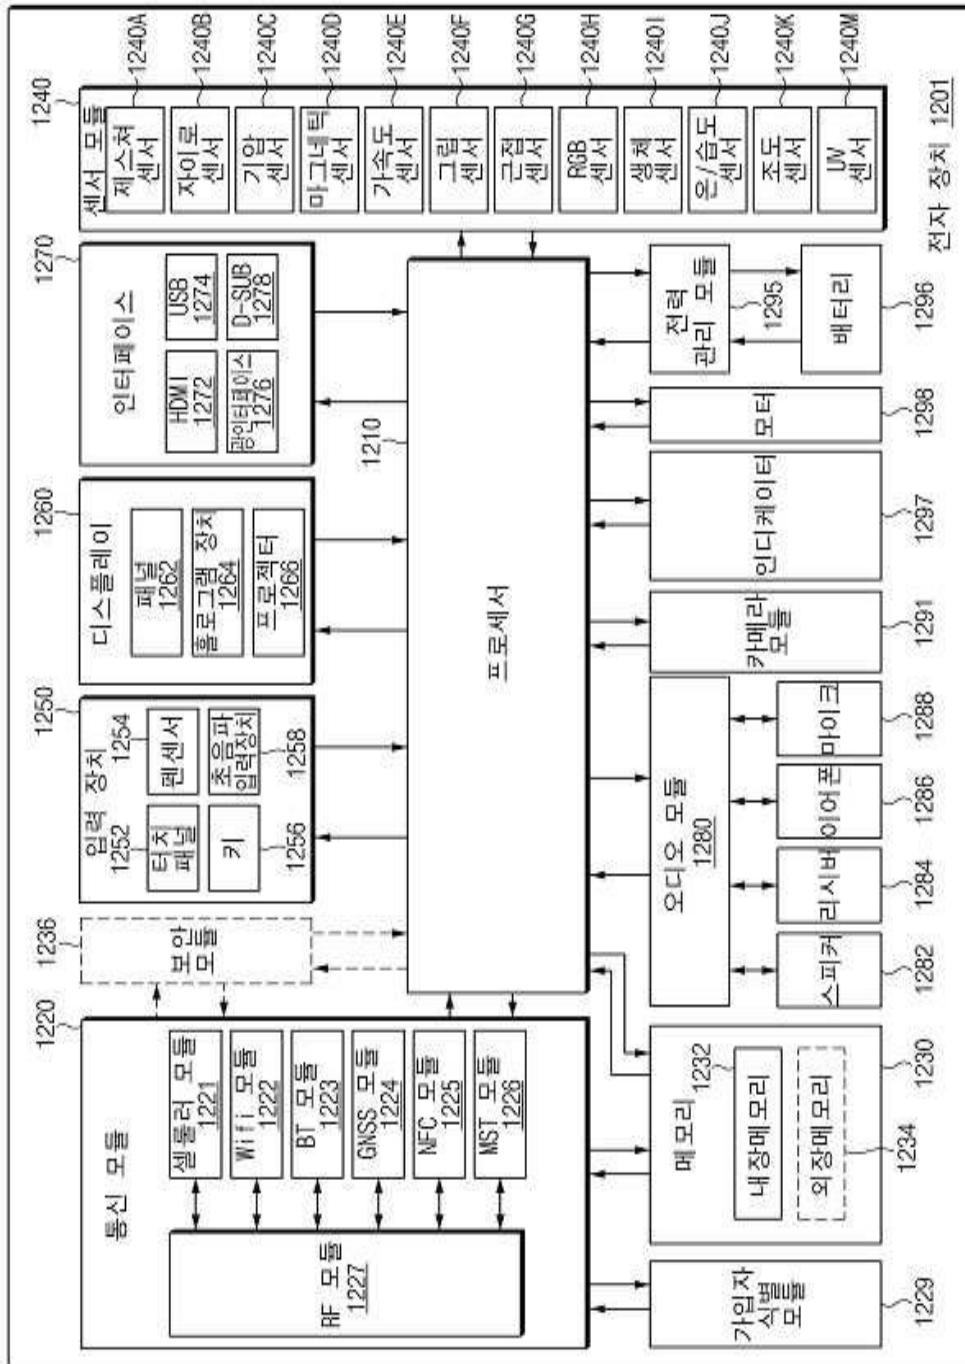 전자 장치 1201
통신 모듈
1220
RF 모듈
1227
셀룰러 모듈
1221
Wifi 모듈
1222
BT 모듈
1223
GNSS 모듈
1224
NFC 모듈
1225
MST 모듈
1226
보안
모듈
1236
입력 장치
1250
1252
터치
패널
1254
펜센서
키
1256
초음파
입력장치
1258
디스플레이
1260
패널
1262
홀로그램 장치
1264
프로젝터
1266
인터페이스
1270
HDMI
1272
USB
1274
광인터페이스
1276
D-SUB
1278
센서 모듈
1240
제스처
센서
1240A
자이로
센서
1240B
기압
센서
1240C
마그네틱
센서
1240D
가속도
센서
1240E
그립
센서
1240F
근접
센서
1240G
RGB
센서
1240H
생체
센서
1240I
온/습도
센서
1240J
조도
센서
1240K
UV
센서
1240M
프로세서
1210
가입자
식별
모듈
1229
메모리
1230
1232
내장메모리
외장메모리
1234
오디오 모듈
1280
스피커
1282
리시버
1284
이어폰
1286
마이크
1288
카메라
모듈
1291
인디케이터
1297
모터
1298
전력
관리 모듈
1295
배터리
1296